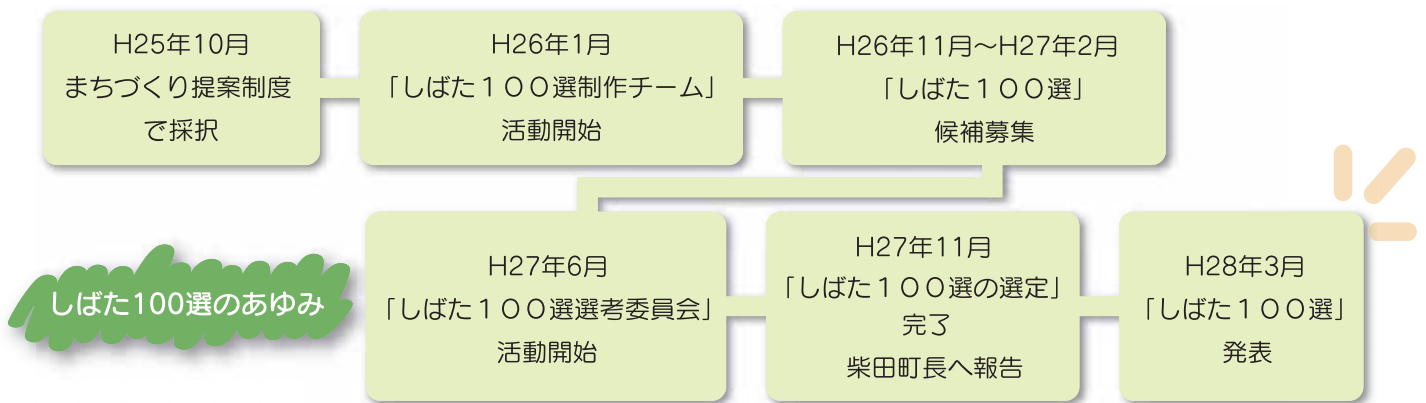 H25年10月
まちづくり提案制度
で採択
H26年1月
「しばた１００選制作チーム」
活動開始
H26年11月～H27年2月
「しばた１００選」
候補募集
しばた100選のあゆみ
H27年6月
「しばた１００選選考委員会」
活動開始
H27年11月
「しばた１００選の選定」
完了
柴田町長へ報告
H28年3月
「しばた１００選」
発表